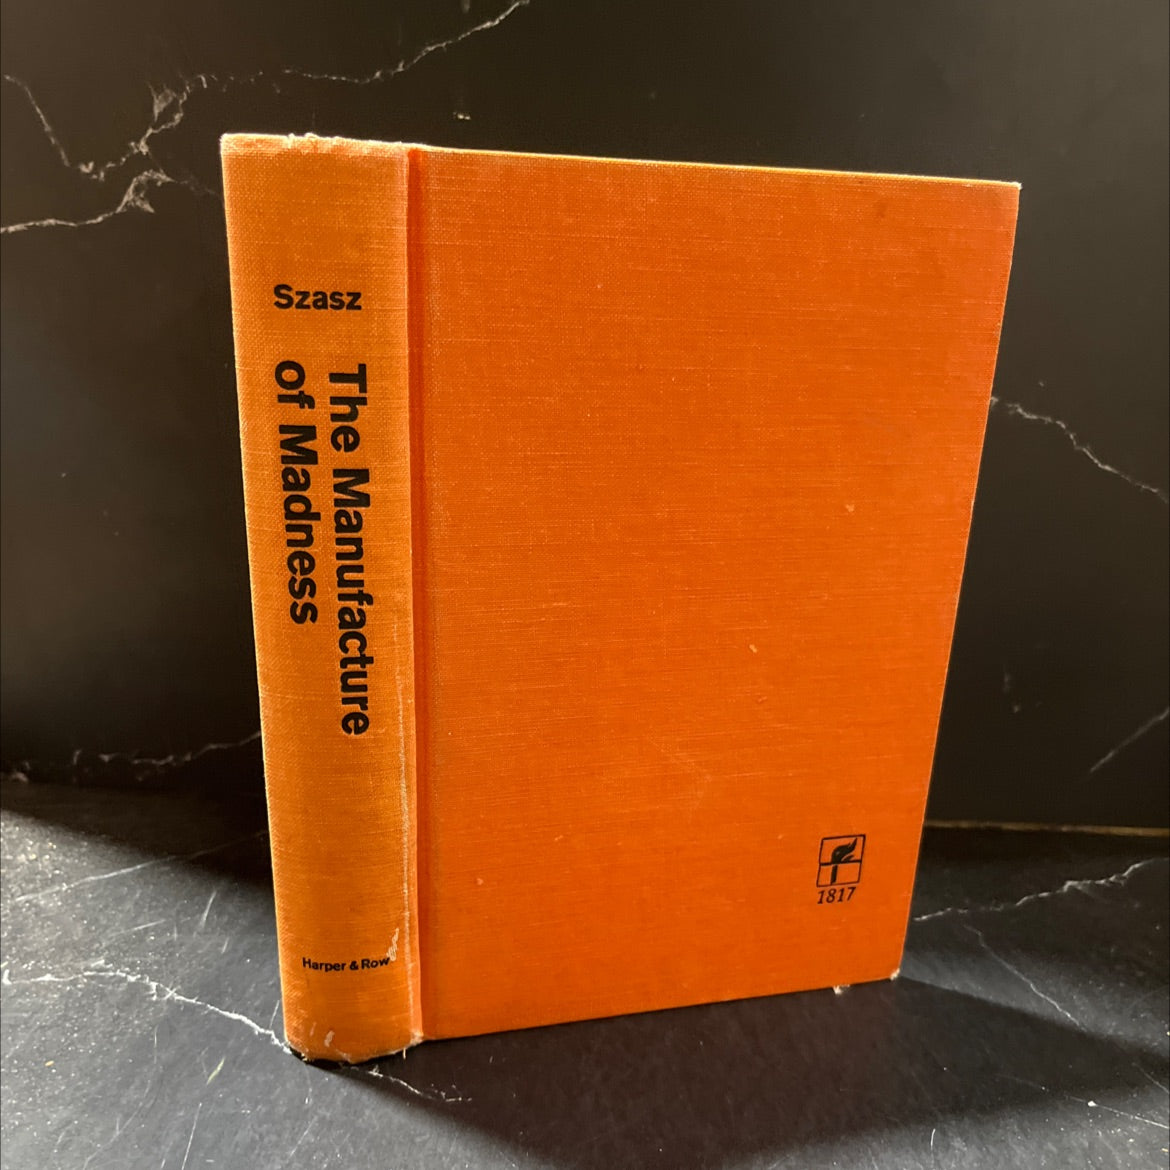 Szasz
The Manufacture
of Madness
Harper & Row
1817